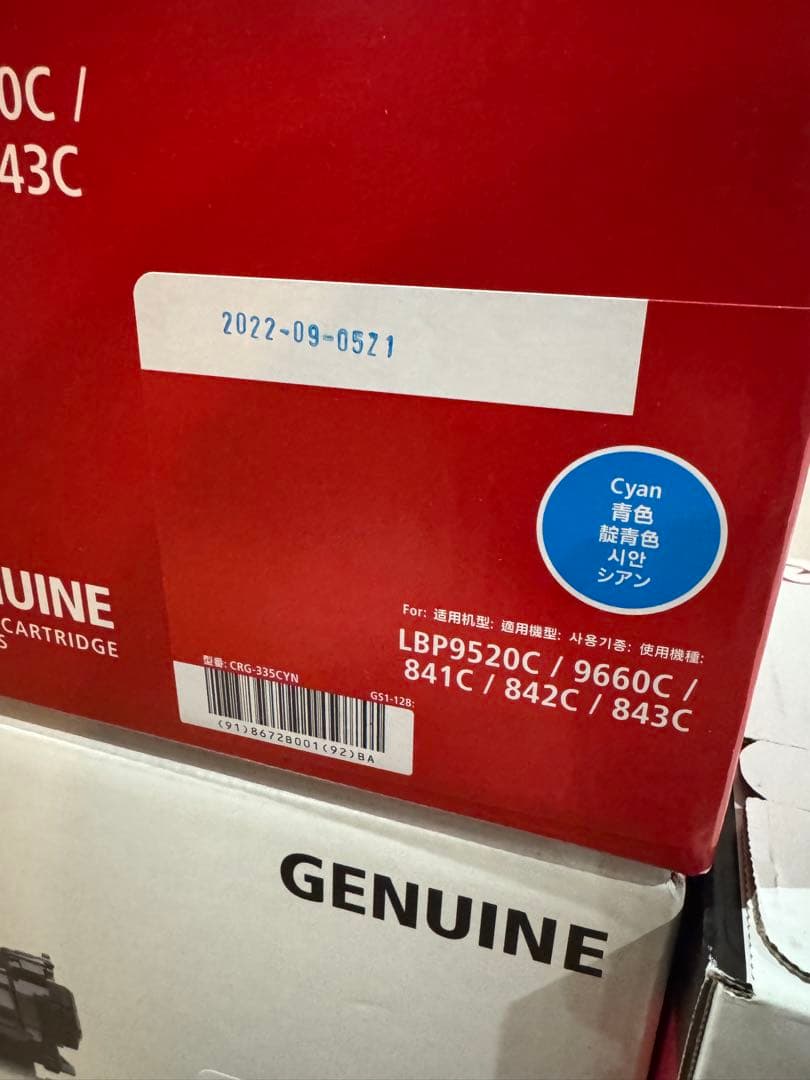 0C /
43C
2022-09-05Z1
Cyan
青色
靛青色
시안
シアン
UINE
CARTRIDGE
S
For: 适用机型: 適用機型: 사용기종: 使用機種:
LBP9520C / 9660C /
841C / 842C / 843C
型番: CRG-335CYN
GS1-128:
(91)8672B001(92)BA
GENUINE